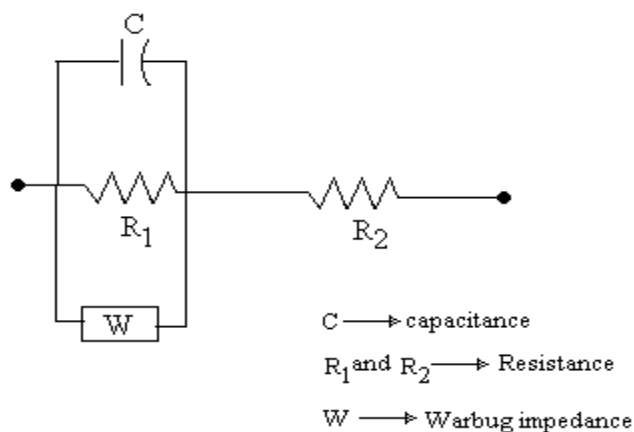 C
R1
R2
W
C → capacitance
R1 and R2 → Resistance
W → Warbug impedance